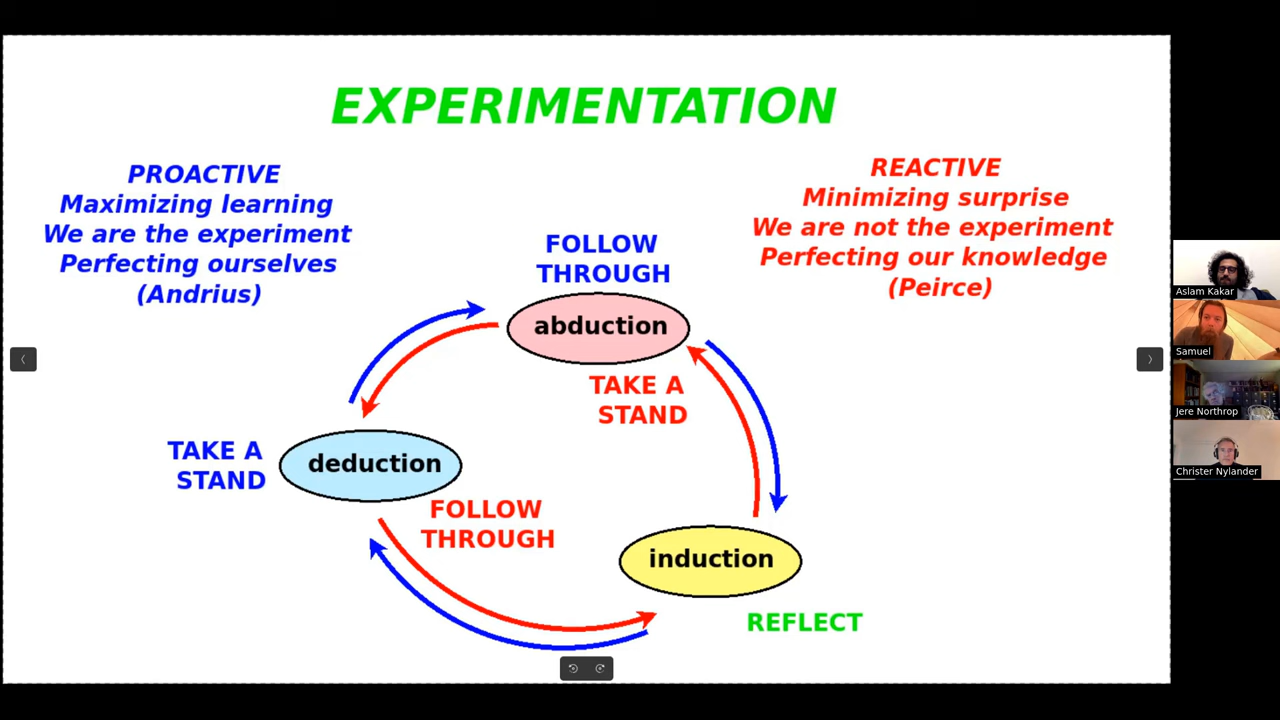 EXPERIMENTATION
PROACTIVE
Maximizing learning
We are the experiment
Perfecting ourselves
(Andrius)
REACTIVE
Minimizing surprise
We are not the experiment
Perfecting our knowledge
(Peirce)
FOLLOW
THROUGH
abduction
TAKE A
STAND
TAKE A
STAND
deduction
FOLLOW
THROUGH
induction
REFLECT
Aslam Kakar
Samuel
Jere Northrop
Christer Nylander